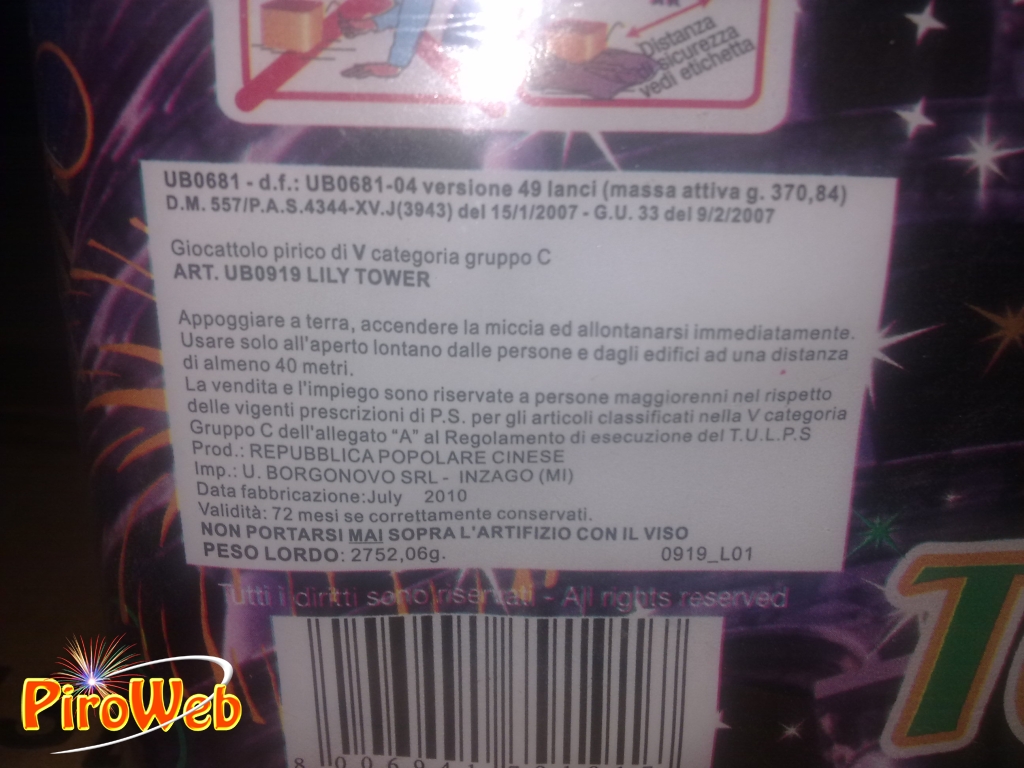 Distanza
di sicurezza
vedi etichetta
UB0681 - d.f.: UB0681-04 versione 49 lanci (massa attiva g. 370,84)
D.M. 557/P.A.S.4344-XV.J(3943) del 15/1/2007 - G.U. 33 del 9/2/2007
Giocattolo pirico di V categoria gruppo C
ART. UB0919 LILY TOWER
Appoggiare a terra, accendere la miccia ed allontanarsi immediatamente.
Usare solo all'aperto lontano dalle persone e dagli edifici ad una distanza
di almeno 40 metri.
La vendita e l'impiego sono riservate a persone maggiorenni nel rispetto
delle vigenti prescrizioni di P.S. per gli articoli classificati nella V categoria
Gruppo C dell'allegato "A" al Regolamento di esecuzione del T.U.L.P.S
Prod.: REPUBBLICA POPOLARE CINESE
Imp.: U. BORGONOVO SRL - INZAGO (MI)
Data fabbricazione:July 2010
Validità: 72 mesi se correttamente conservati.
NON PORTARSI MAI SOPRA L'ARTIFIZIO CON IL VISO
PESO LORDO: 2752,06g. 0919_L01
Tutti i diritti sono riservati - All rights reserved
PiroWeb